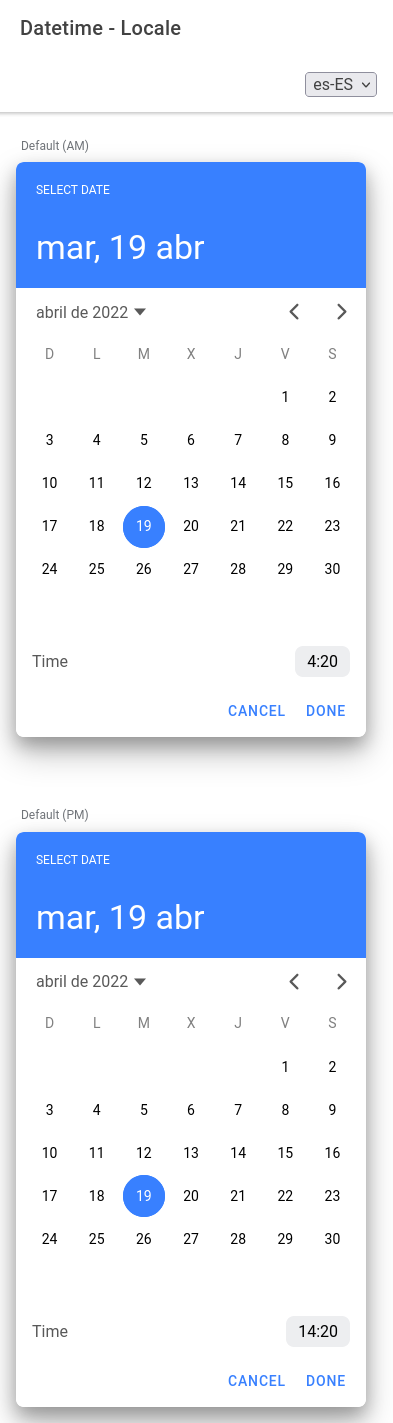 Datetime - Locale
es-ES
Default (AM)
SELECT DATE
mar, 19 abr
abril de 2022
D L M X J V S
1 2
3 4 5 6 7 8 9
10 11 12 13 14 15 16
17 18 19 20 21 22 23
24 25 26 27 28 29 30
Time 4:20
CANCEL DONE
Default (PM)
SELECT DATE
mar, 19 abr
abril de 2022
D L M X J V S
1 2
3 4 5 6 7 8 9
10 11 12 13 14 15 16
17 18 19 20 21 22 23
24 25 26 27 28 29 30
Time 14:20
CANCEL DONE